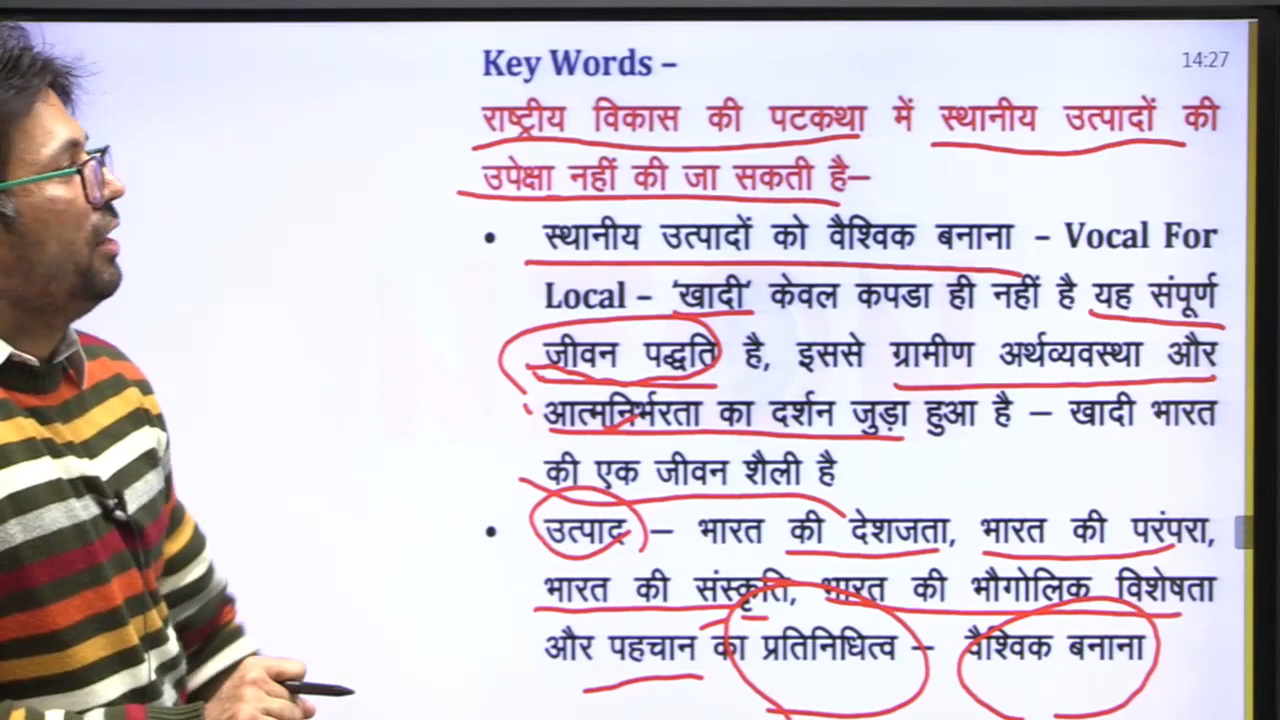 Key Words –
14:27
राष्ट्रीय विकास की पटकथा में स्थानीय उत्पादों की
उपेक्षा नहीं की जा सकती है–
• स्थानीय उत्पादों को वैश्विक बनाना – Vocal For
Local – 'खादी' केवल कपडा ही नहीं है यह संपूर्ण
जीवन पद्धति है, इससे ग्रामीण अर्थव्यवस्था और
आत्मनिर्भरता का दर्शन जुड़ा हुआ है – खादी भारत
की एक जीवन शैली है
• उत्पाद – भारत की देशजता, भारत की परंपरा,
भारत की संस्कृति, भारत की भौगोलिक विशेषता
और पहचान का प्रतिनिधित्व – वैश्विक बनाना